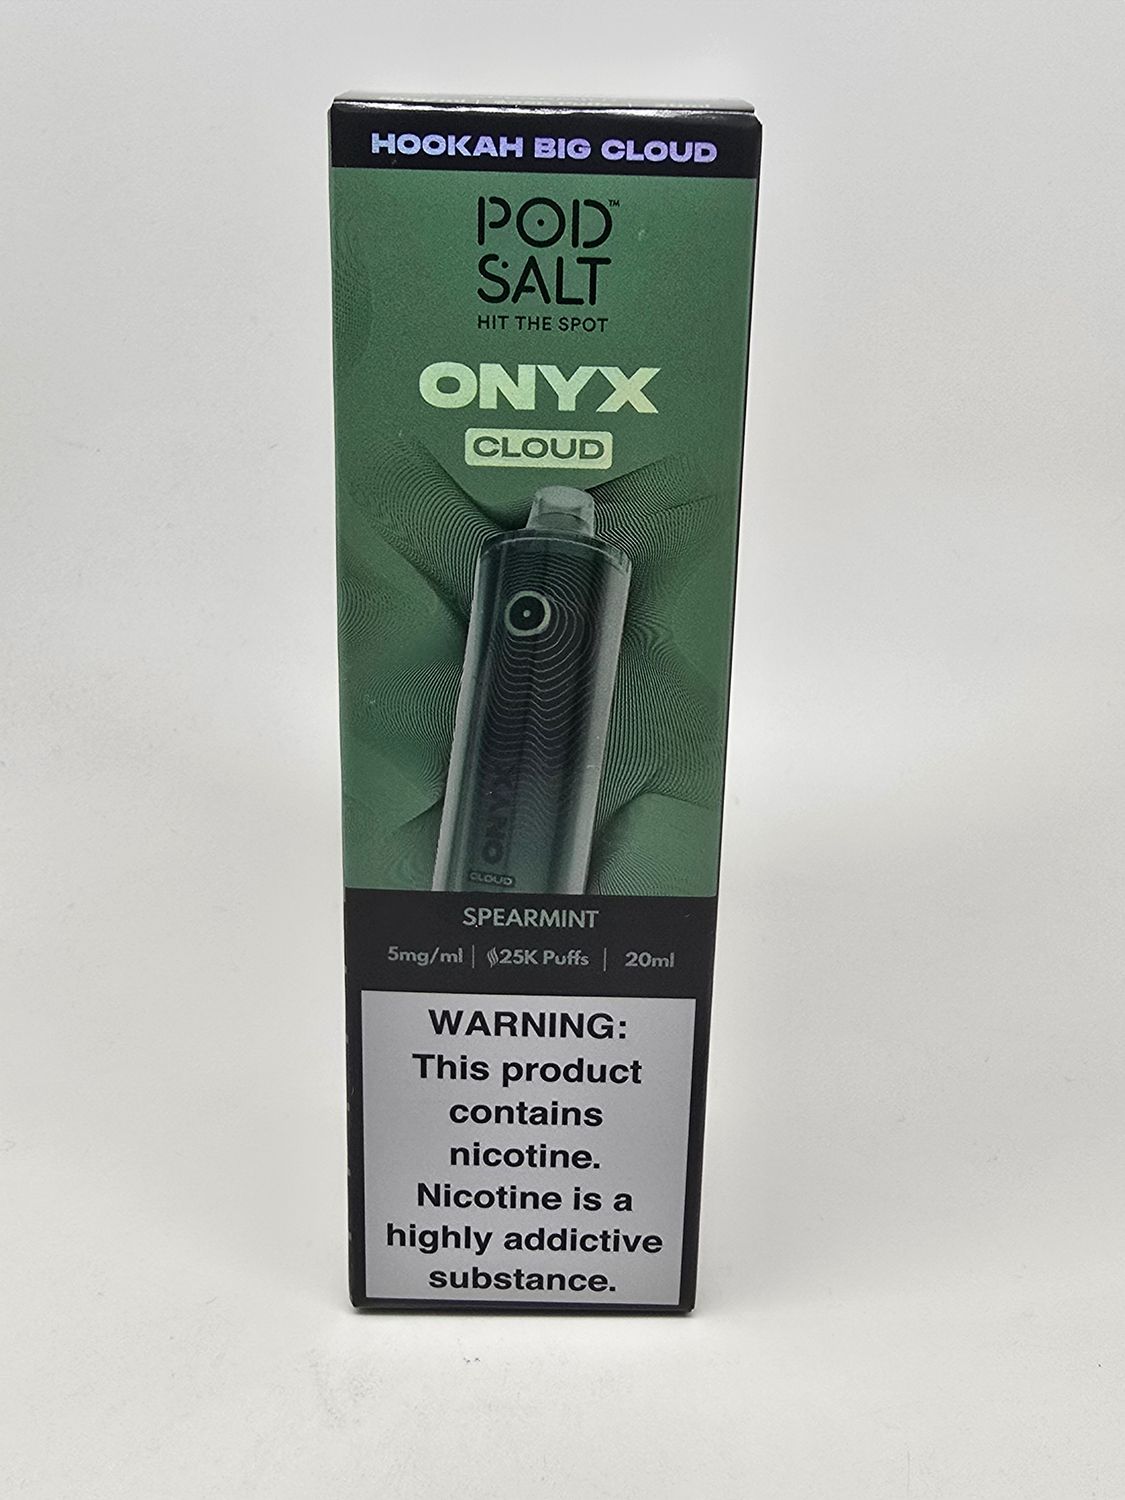 HOOKAH BIG CLOUD
POD™
SALT
HIT THE SPOT
ONYX
CLOUD
ONYX
CLOUD
SPEARMINT
5mg/ml | 25K Puffs | 20ml
WARNING:
This product
contains
nicotine.
Nicotine is a
highly addictive
substance.